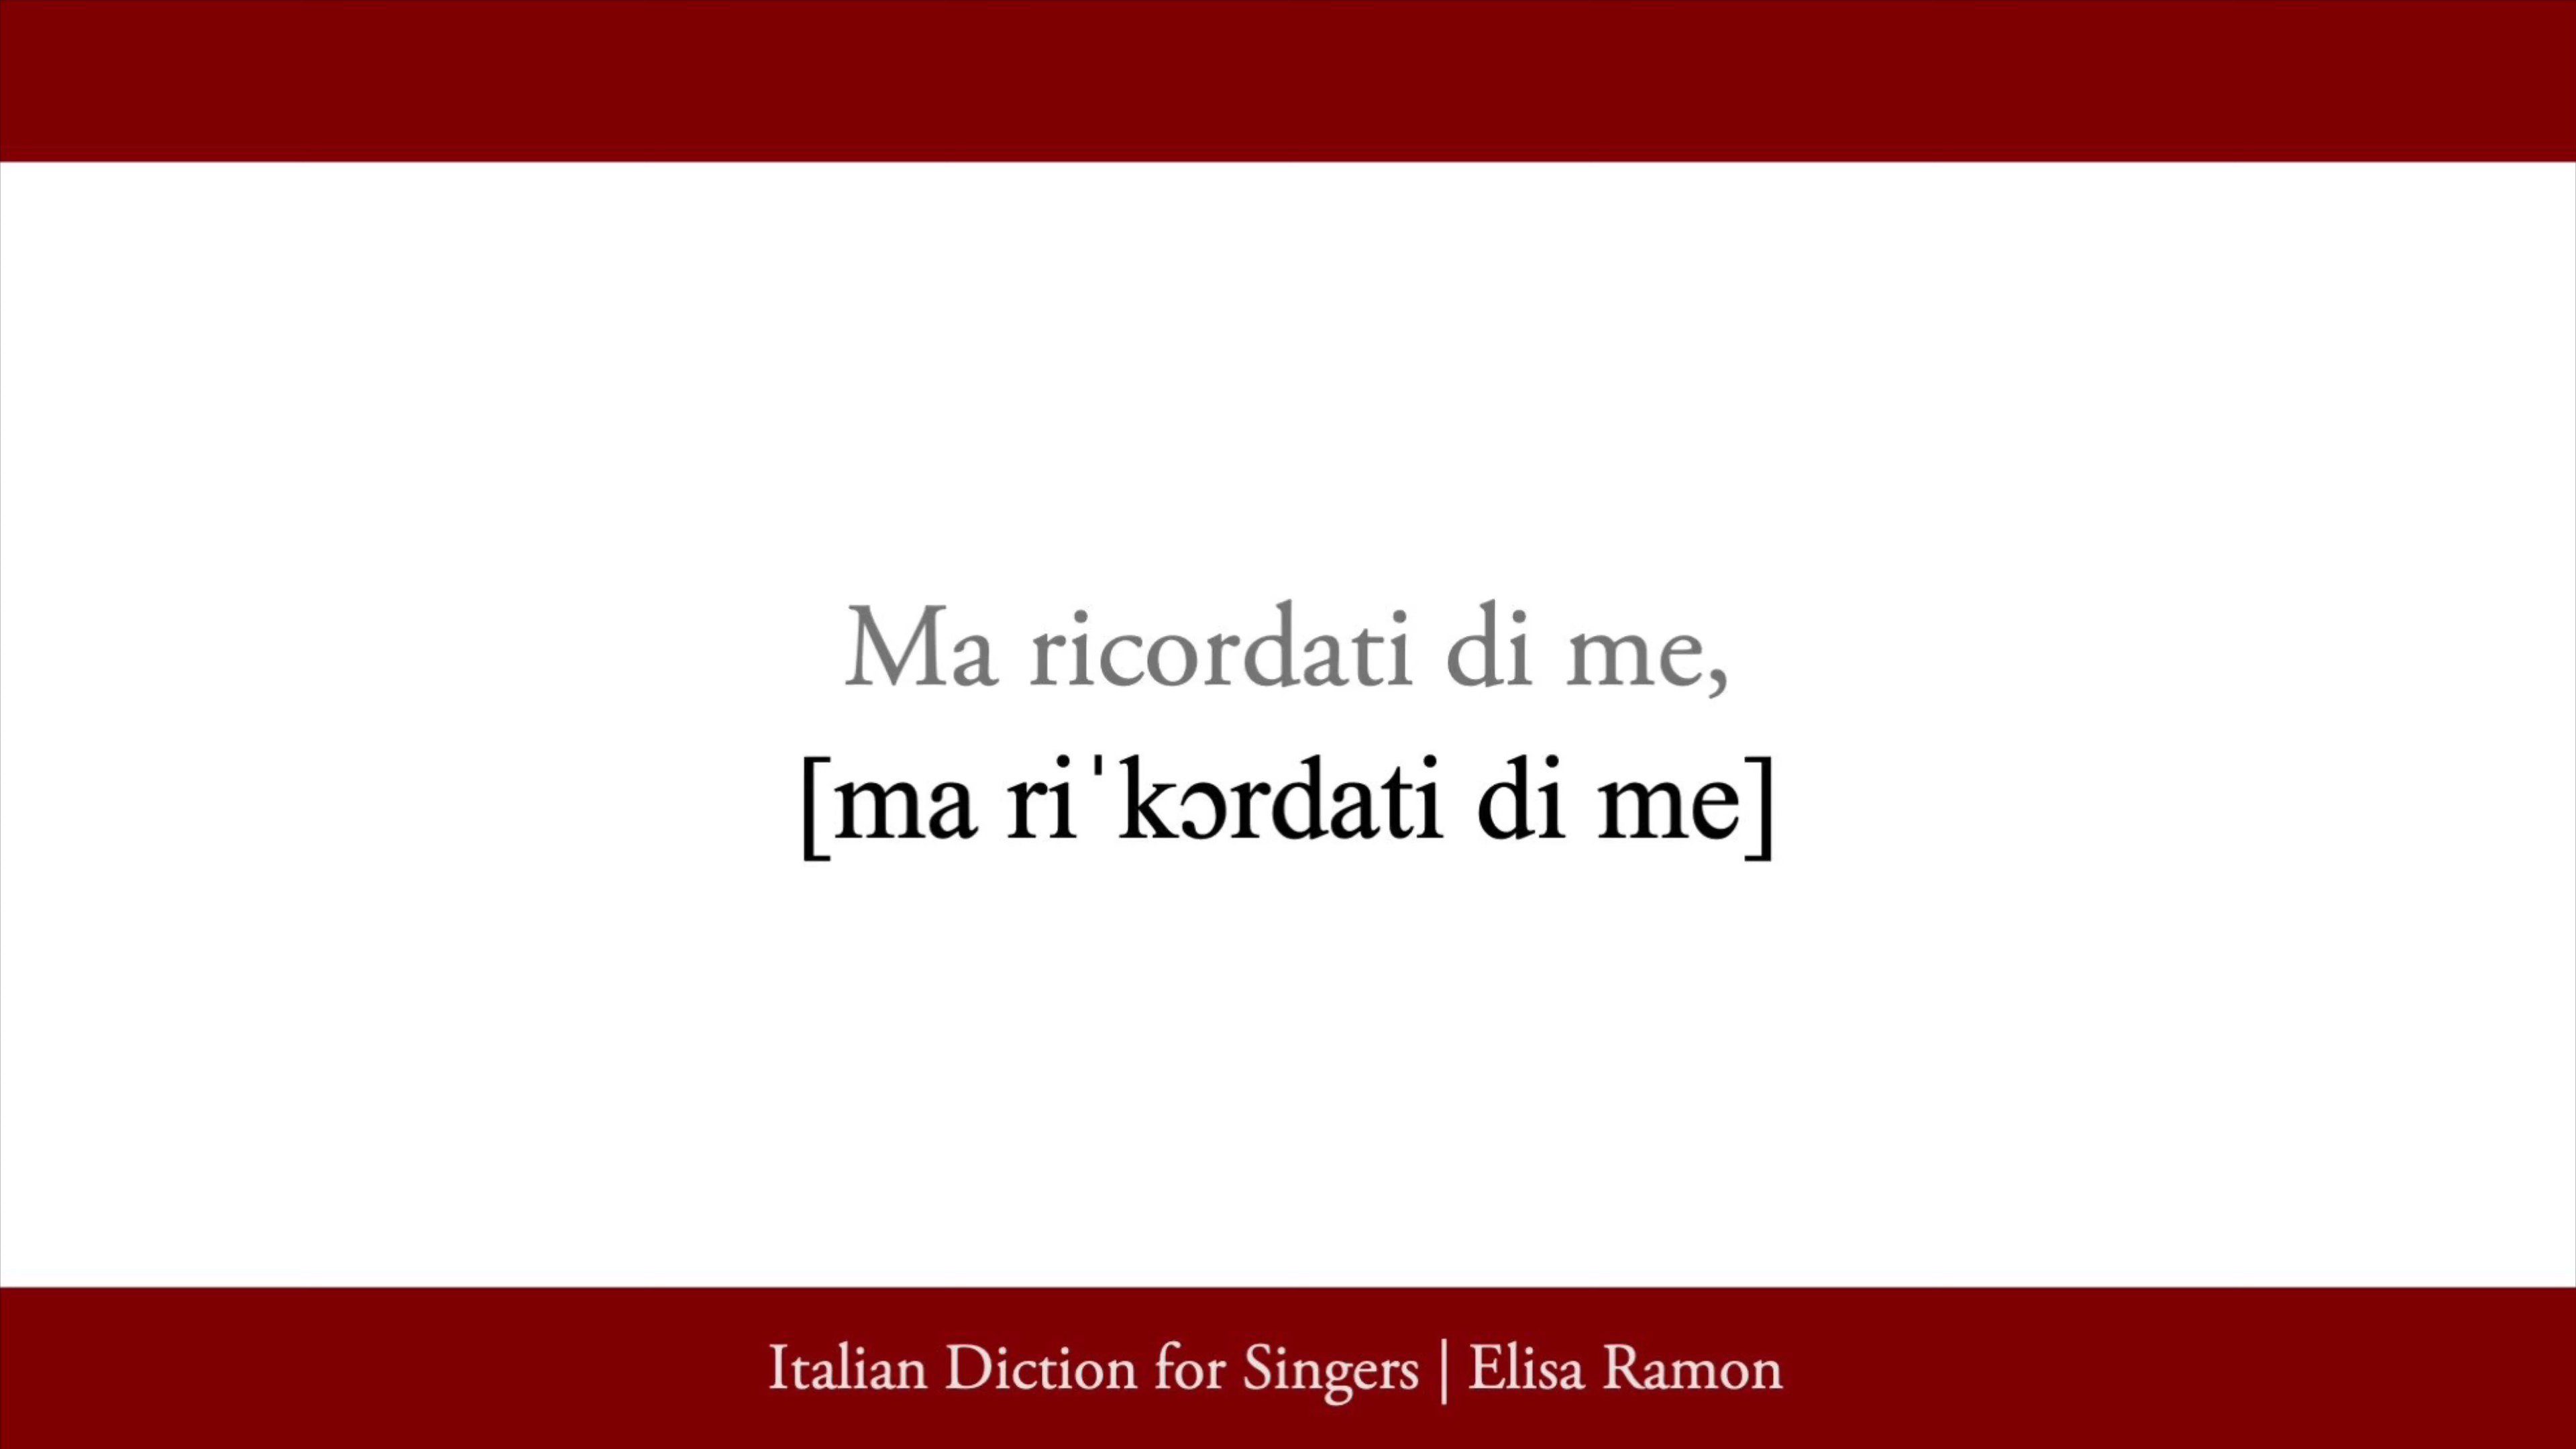 Ma ricordati di me,
[ma riˈkɔrdati di me]
Italian Diction for Singers | Elisa Ramon